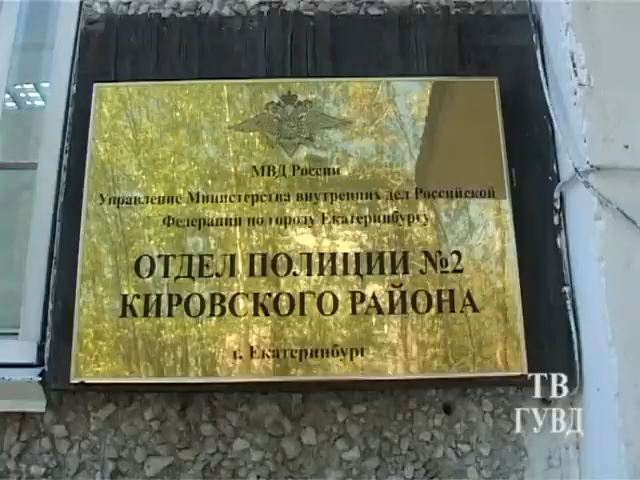 МВД России
Управление Министерства внутренних дел Российской
Федерации по городу Екатеринбургу
ОТДЕЛ ПОЛИЦИИ №2
КИРОВСКОГО РАЙОНА
г. Екатеринбург
ТВ
ГУВД